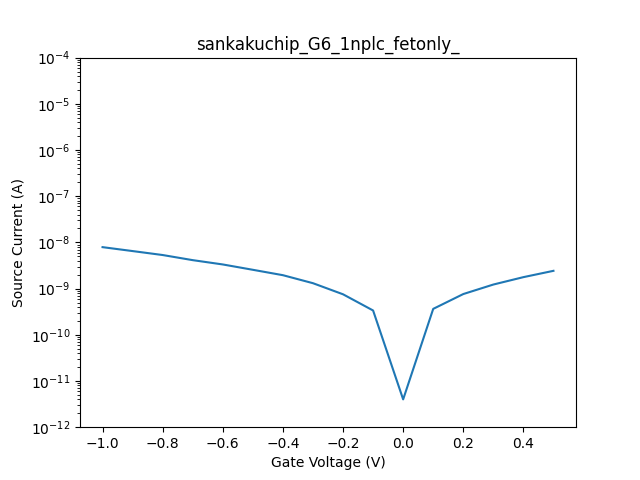 sankakuchip_G6_1nplc_fetonly_
10⁻⁴
10⁻⁵
10⁻⁶
10⁻⁷
10⁻⁸
10⁻⁹
10⁻¹⁰
10⁻¹¹
10⁻¹²
Source Current (A)
−1.0 −0.8 −0.6 −0.4 −0.2 0.0 0.2 0.4
Gate Voltage (V)